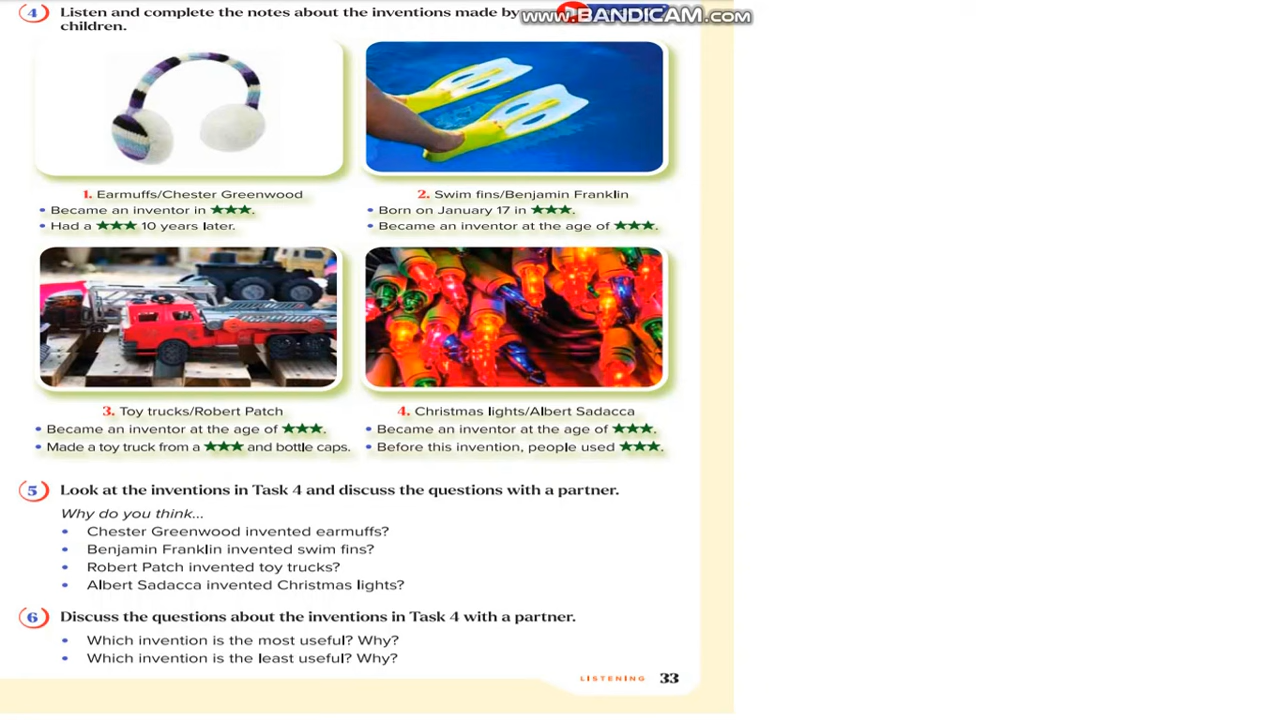 4 Listen and complete the notes about the inventions made by
children.
www.BANDICAM.com
1. Earmuffs/Chester Greenwood
• Became an inventor in ★★★.
• Had a ★★★ 10 years later.
2. Swim fins/Benjamin Franklin
• Born on January 17 in ★★★.
• Became an inventor at the age of ★★★.
3. Toy trucks/Robert Patch
• Became an inventor at the age of ★★★.
• Made a toy truck from a ★★★ and bottle caps.
4. Christmas lights/Albert Sadacca
• Became an inventor at the age of ★★★.
• Before this invention, people used ★★★.
5 Look at the inventions in Task 4 and discuss the questions with a partner.
Why do you think...
• Chester Greenwood invented earmuffs?
• Benjamin Franklin invented swim fins?
• Robert Patch invented toy trucks?
• Albert Sadacca invented Christmas lights?
6 Discuss the questions about the inventions in Task 4 with a partner.
• Which invention is the most useful? Why?
• Which invention is the least useful? Why?
LISTENING 33